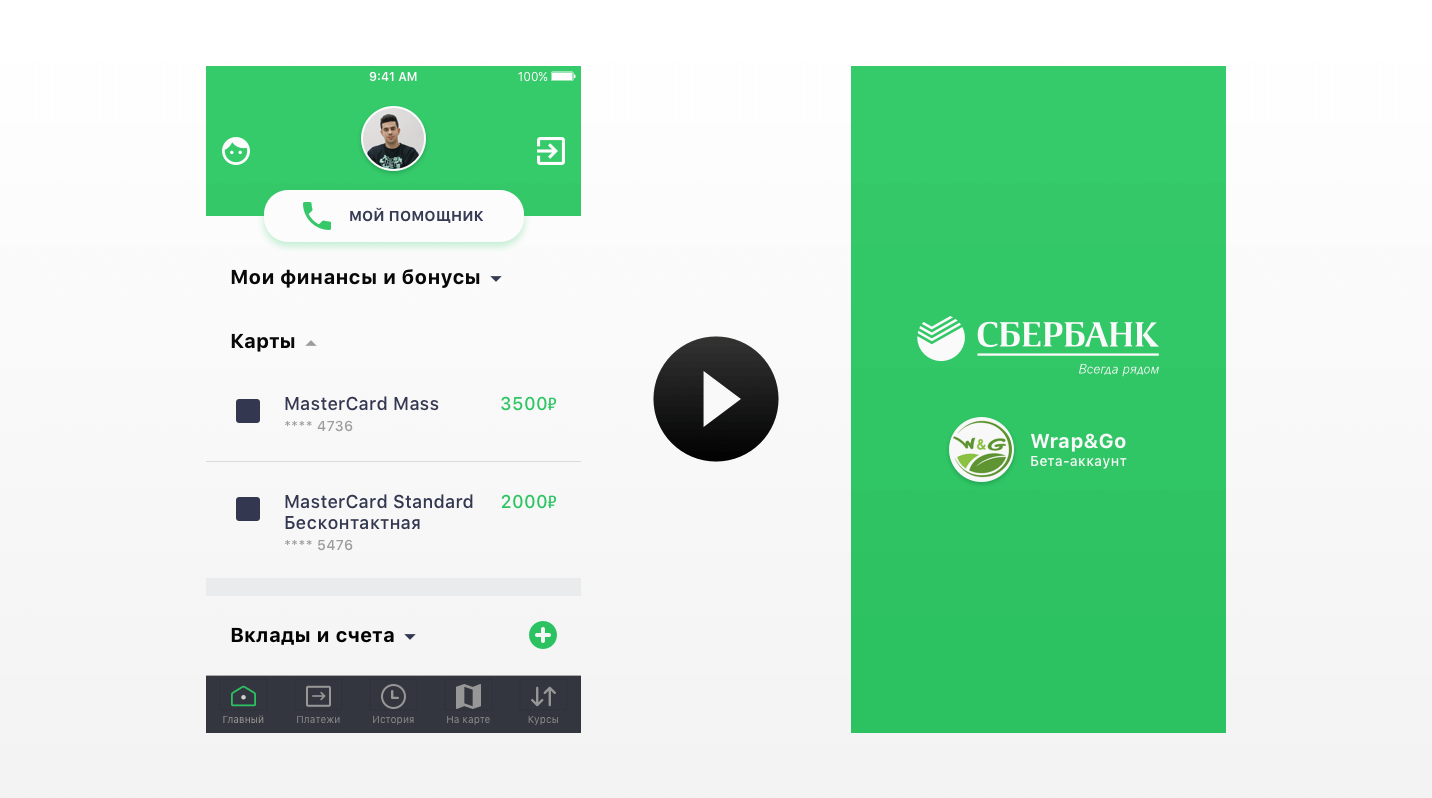 9:41 AM
100%
мой помощник
Мои финансы и бонусы
Карты
MasterCard Mass
3500₽
**** 4736
MasterCard Standard
2000₽
Бесконтактная
**** 5476
Вклады и счета
Главный
Платежи
История
На карте
Курсы
СБЕРБАНК
Всегда рядом
W&G
Wrap&Go
Бета-аккаунт